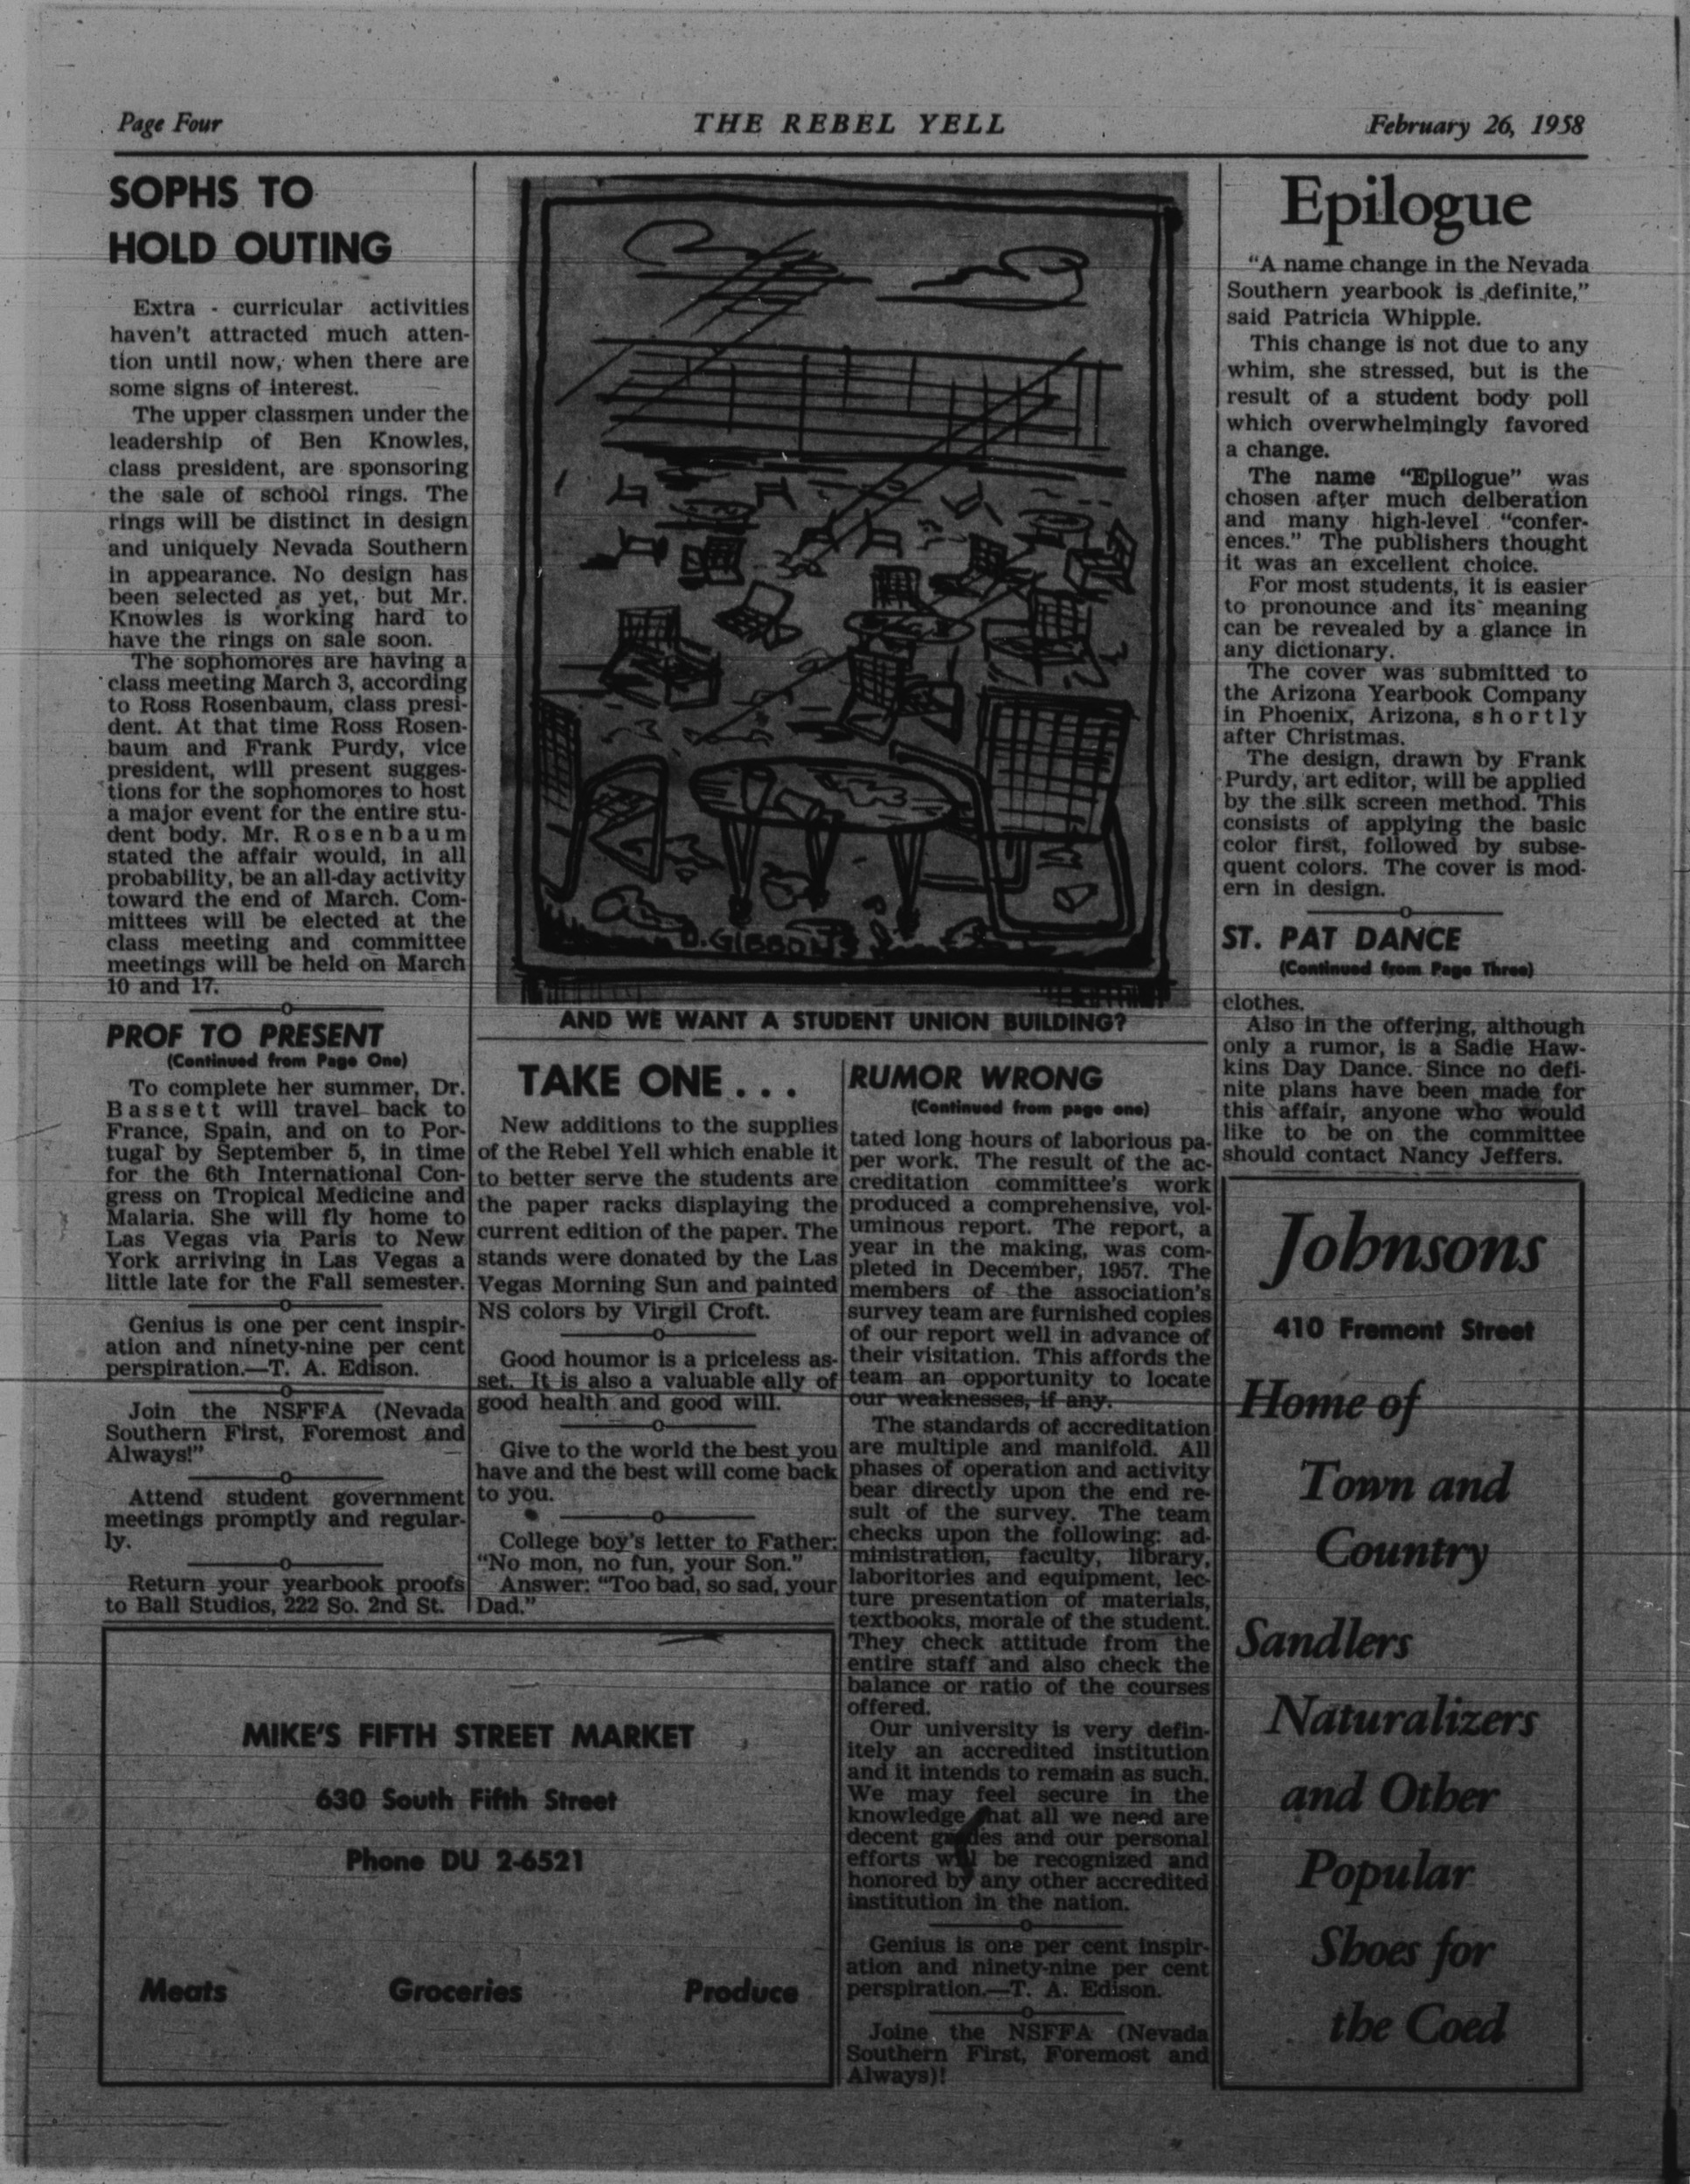 Page Four
THE REBEL YELL
February 26, 1958
SOPHS TO
HOLD OUTING
Extra - curricular activities
haven't attracted much atten-
tion until now, when there are
some signs of interest.
The upper classmen under the
leadership of Ben Knowles,
class president, are sponsoring
the sale of school rings. The
rings will be distinct in design
and uniquely Nevada Southern
in appearance. No design has
been selected as yet, but Mr.
Knowles is working hard to
have the rings on sale soon.
The sophomores are having a
class meeting March 3, according
to Ross Rosenbaum, class presi-
dent. At that time Ross Rosen-
baum and Frank Purdy, vice
president, will present sugges-
tions for the sophomores to host
a major event for the entire stu-
dent body. Mr. Rosenbaum
stated the affair would, in all
probability, be an all-day activity
toward the end of March. Com-
mittees will be elected at the
class meeting and committee
meetings will be held on March
10 and 17.
PROF TO PRESENT
(Continued from Page One)
To complete her summer, Dr.
Bassett will travel back to
France, Spain, and on to Por-
tugal by September 5, in time
for the 6th International Con-
gress on Tropical Medicine and
Malaria. She will fly home to
Las Vegas via Paris to New
York arriving in Las Vegas a
little late for the Fall semester.
Genius is one per cent inspir-
ation and ninety-nine per cent
perspiration.—T. A. Edison.
Join the NSFFA (Nevada
Southern First, Foremost and
Always!"
Attend student government
meetings promptly and regular-
ly.
Return your yearbook proofs
to Ball Studios, 222 So. 2nd St.
D. GIBBONS
AND WE WANT A STUDENT UNION BUILDING?
TAKE ONE . . .
New additions to the supplies
of the Rebel Yell which enable it
to better serve the students are
the paper racks displaying the
current edition of the paper. The
stands were donated by the Las
Vegas Morning Sun and painted
NS colors by Virgil Croft.
Good houmor is a priceless as-
set. It is also a valuable ally of
good health and good will.
Give to the world the best you
have and the best will come back
to you.
College boy's letter to Father:
"No mon, no fun, your Son."
Answer: "Too bad, so sad, your
Dad."
RUMOR WRONG
(Continued from page one)
tated long hours of laborious pa-
per work. The result of the ac-
creditation committee's work
produced a comprehensive, vol-
uminous report. The report, a
year in the making, was com-
pleted in December, 1957. The
members of the association's
survey team are furnished copies
of our report well in advance of
their visitation. This affords the
team an opportunity to locate
our weaknesses, if any.
The standards of accreditation
are multiple and manifold. All
phases of operation and activity
bear directly upon the end re-
sult of the survey. The team
checks upon the following: ad-
ministration, faculty, library,
laboritories and equipment, lec-
ture presentation of materials,
textbooks, morale of the student.
They check attitude from the
entire staff and also check the
balance or ratio of the courses
offered.
Our university is very defin-
itely an accredited institution
and it intends to remain as such.
We may feel secure in the
knowledge that all we need are
decent grades and our personal
efforts will be recognized and
honored by any other accredited
institution in the nation.
Genius is one per cent inspir-
ation and ninety-nine per cent
perspiration.—T. A. Edison.
Joine the NSFFA (Nevada
Southern First, Foremost and
Always)!
Epilogue
"A name change in the Nevada
Southern yearbook is definite,"
said Patricia Whipple.
This change is not due to any
whim, she stressed, but is the
result of a student body poll
which overwhelmingly favored
a change.
The name "Epilogue" was
chosen after much delberation
and many high-level "confer-
ences." The publishers thought
it was an excellent choice.
For most students, it is easier
to pronounce and its meaning
can be revealed by a glance in
any dictionary.
The cover was submitted to
the Arizona Yearbook Company
in Phoenix, Arizona, shortly
after Christmas.
The design, drawn by Frank
Purdy, art editor, will be applied
by the silk screen method. This
consists of applying the basic
color first, followed by subse-
quent colors. The cover is mod-
ern in design.
ST. PAT DANCE
(Continued from Page Three)
clothes.
Also in the offering, although
only a rumor, is a Sadie Haw-
kins Day Dance. Since no defi-
nite plans have been made for
this affair, anyone who would
like to be on the committee
should contact Nancy Jeffers.
Johnsons
410 Fremont Street
Home of
Town and
Country
Sandlers
Naturalizers
and Other
Popular
Shoes for
the Coed
MIKE'S FIFTH STREET MARKET
630 South Fifth Street
Phone DU 2-6521
Meats Groceries Produce